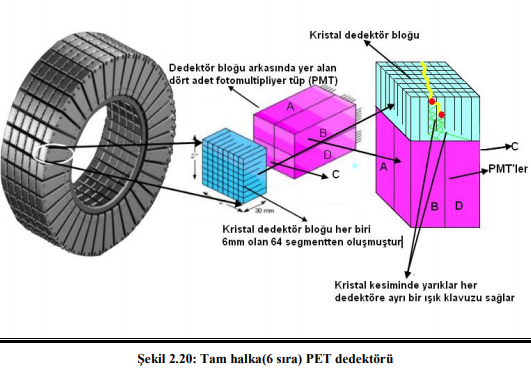 Kristal dedektör bloğu
Dedektör bloğu arkasında yer alan
dört adet fotomultipliyer tüp (PMT)
A
B
D
C
C
A
PMT'ler
B
D
30 mm
Kristal dedektör bloğu her biri
6mm olan 64 segmentten oluşmuştur
Kristal kesiminde yarıklar her
dedektöre ayrı bir ışık klavuzu sağlar
Şekil 2.20: Tam halka(6 sıra) PET dedektörü